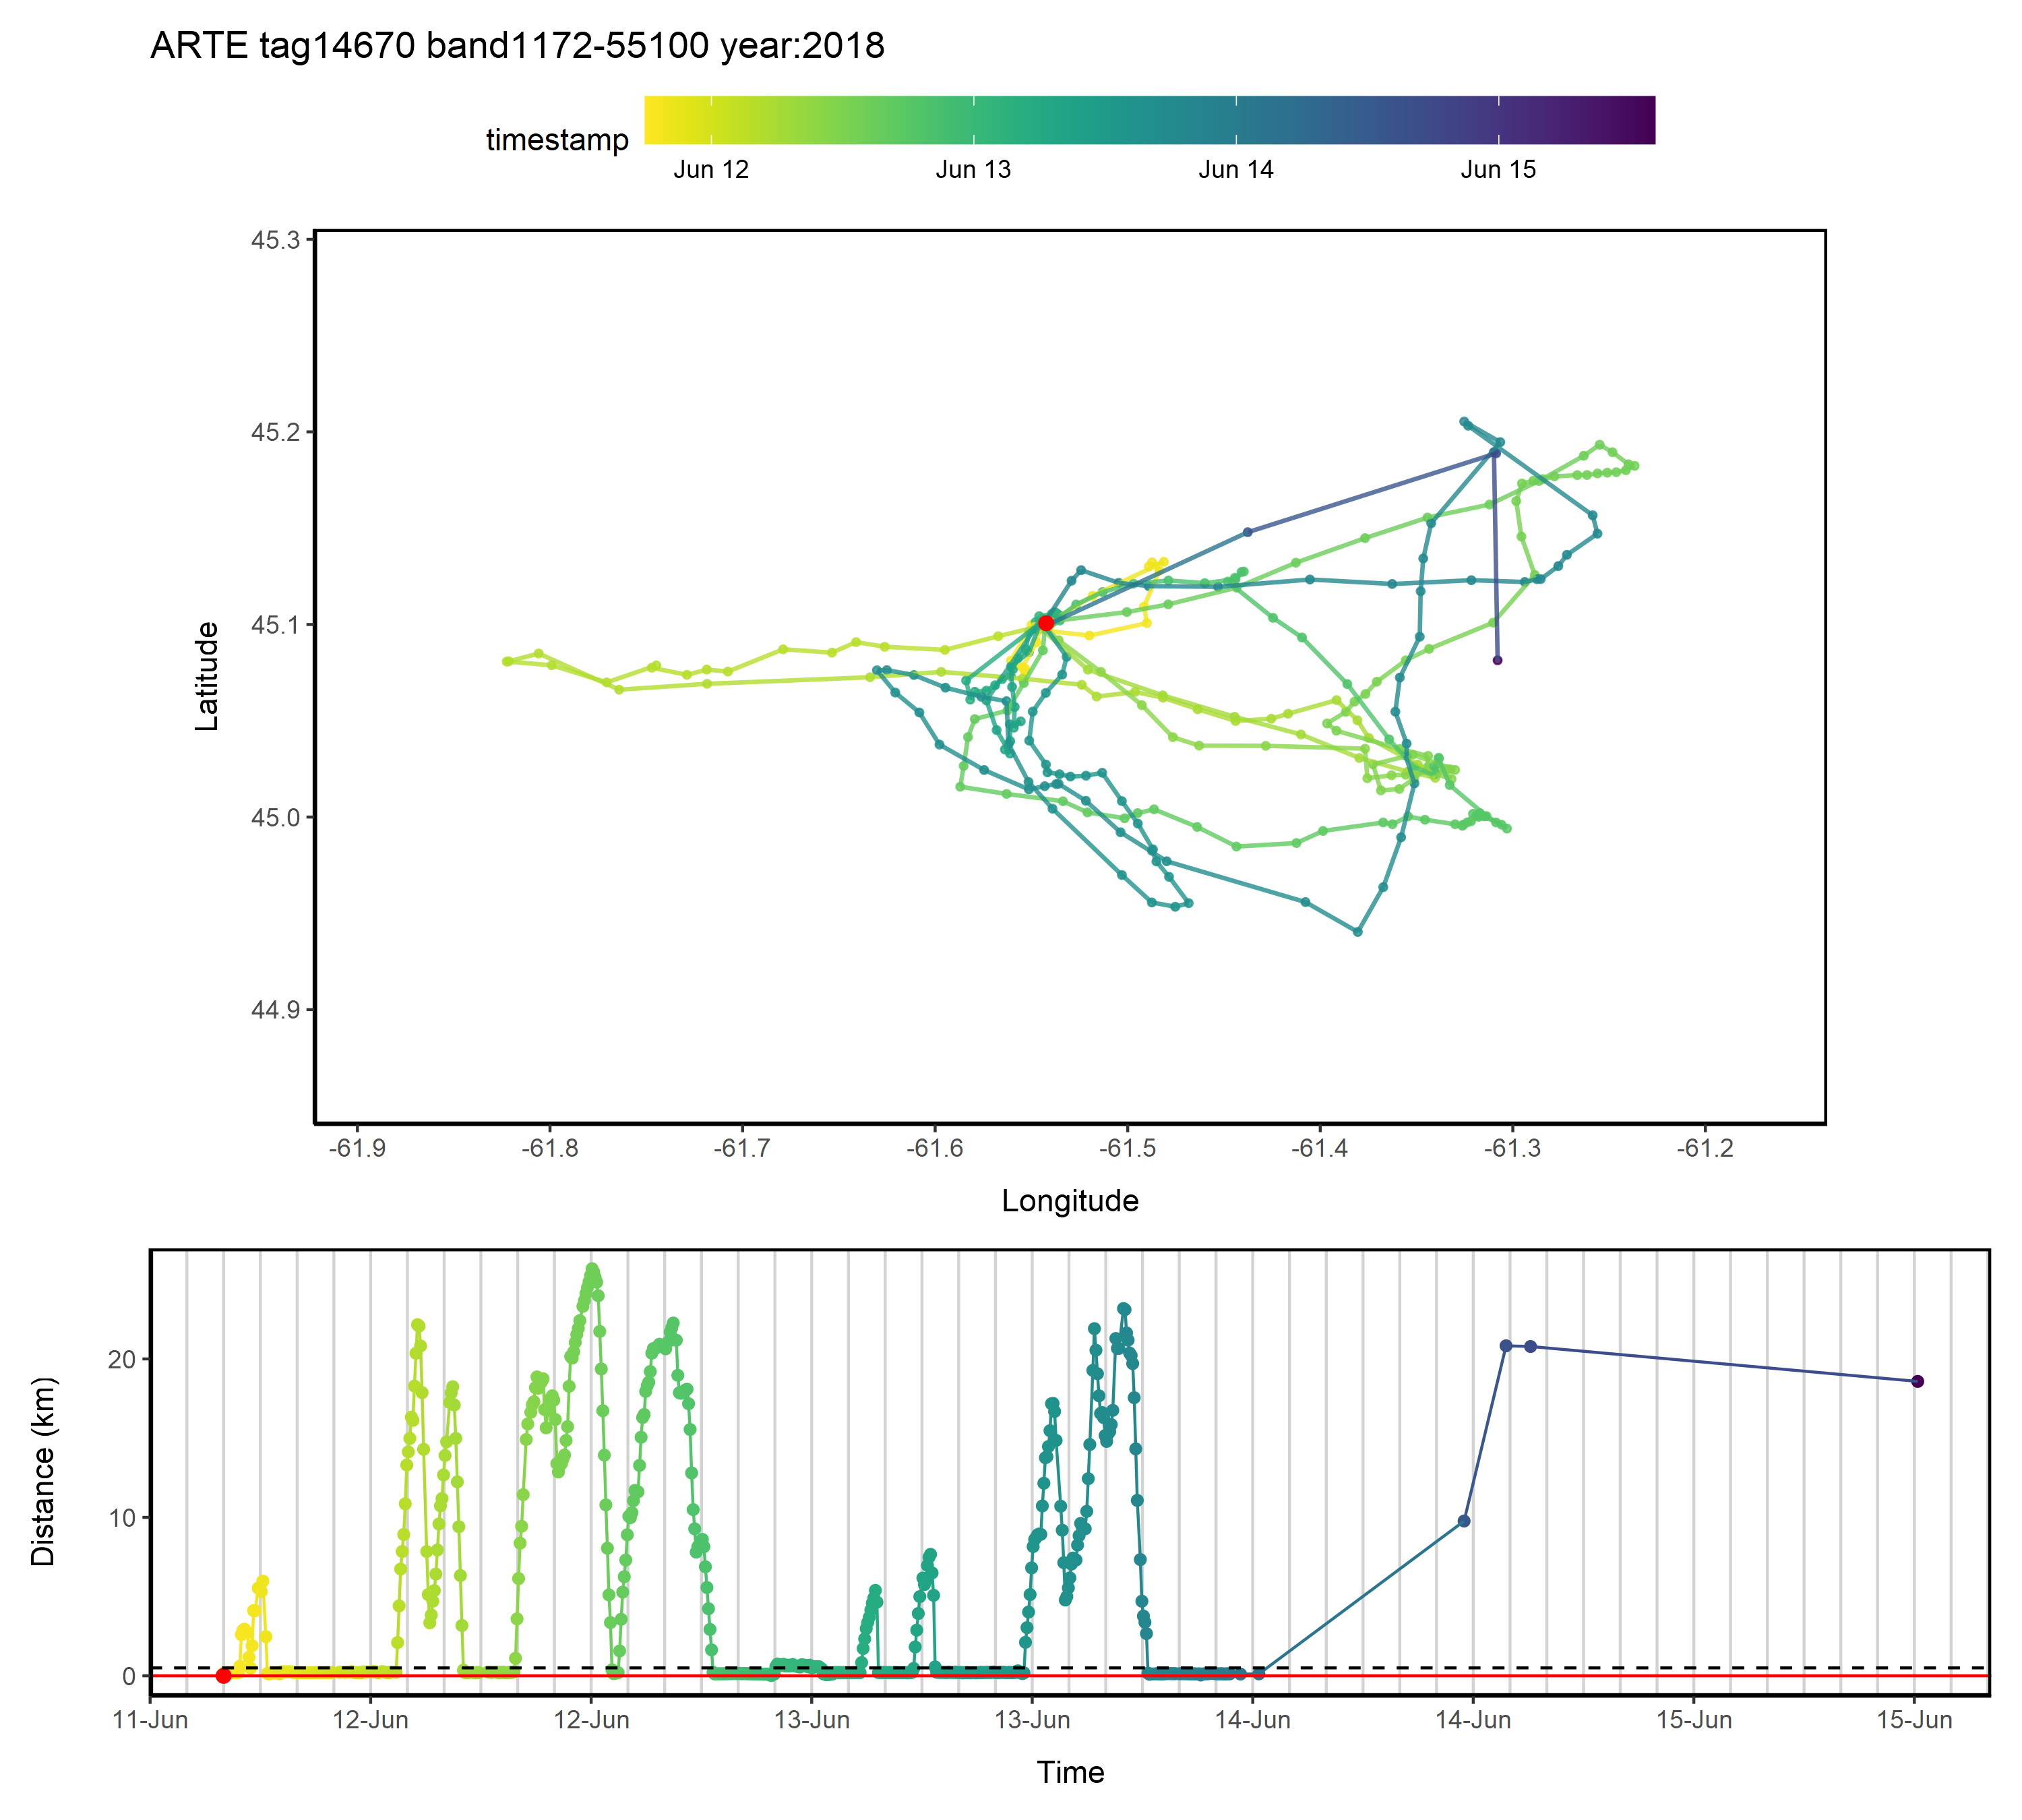 ARTE tag14670 band1172-55100 year:2018
timestamp
Jun 12 Jun 13 Jun 14 Jun 15
45.3
45.2
45.1
45.0
44.9
Latitude
-61.9 -61.8 -61.7 -61.6 -61.5 -61.4 -61.3 -61.2
Longitude
20
10
0
Distance (km)
11-Jun 12-Jun 12-Jun 13-Jun 13-Jun 14-Jun 14-Jun 15-Jun 15-Jun
Time